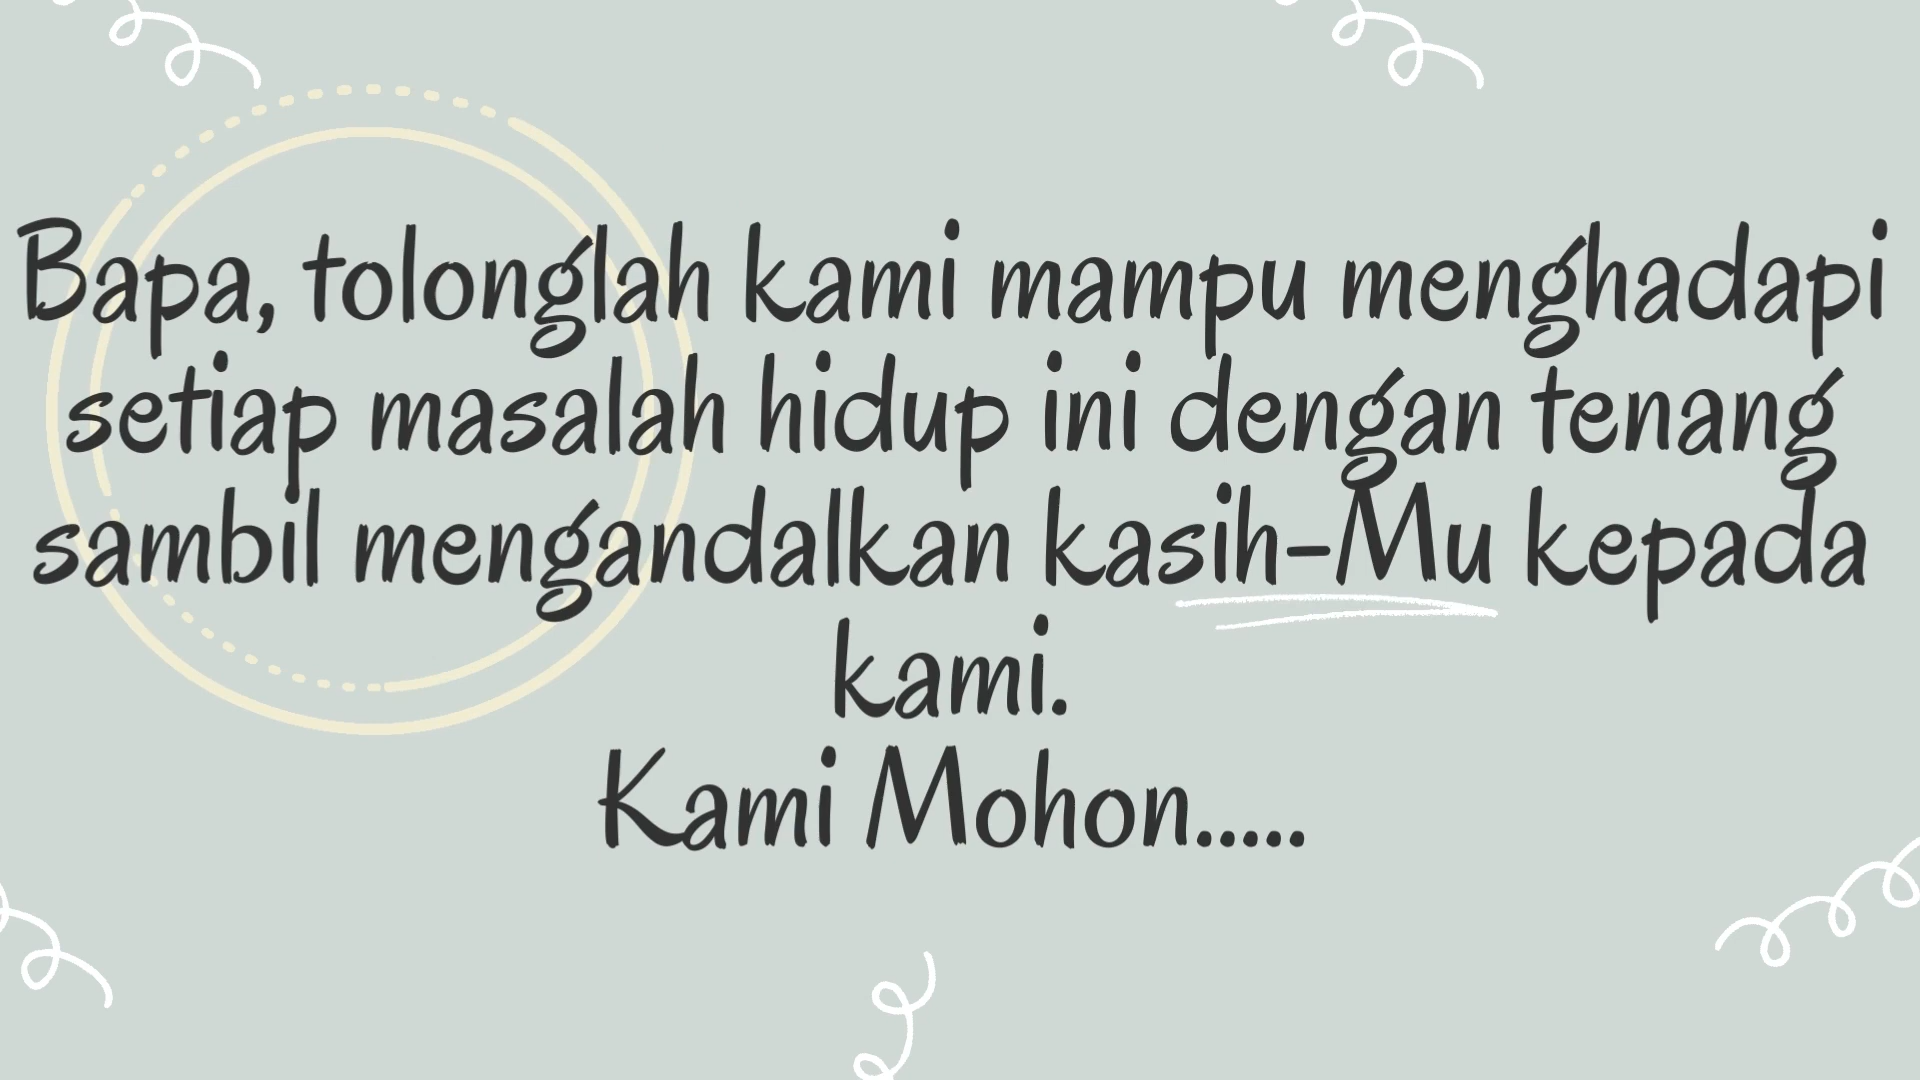 Bapa, tolonglah kami mampu menghadapi
setiap masalah hidup ini dengan tenang
sambil mengandalkan kasih-Mu kepada
kami.
Kami Mohon.....